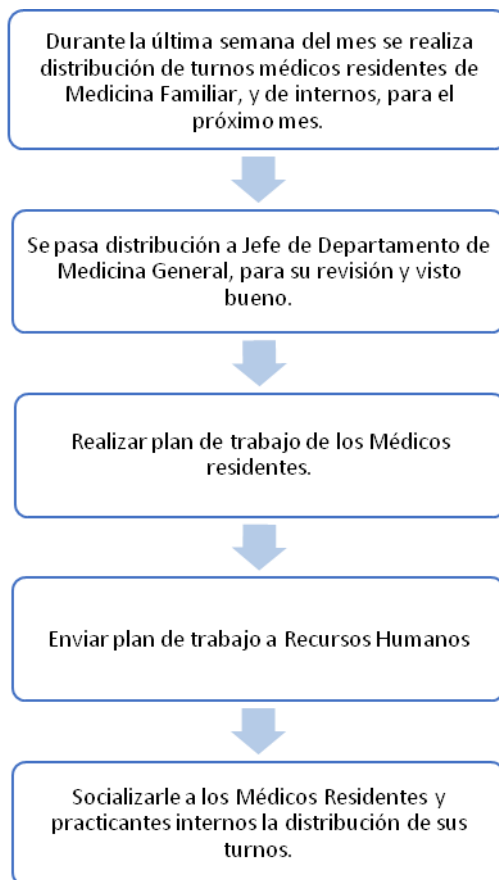 Durante la última semana del mes se realiza
distribución de turnos médicos residentes de
Medicina Familiar, y de internos, para el
próximo mes.
Se pasa distribución a Jefe de Departamento de
Medicina General, para su revisión y visto
bueno.
Realizar plan de trabajo de los Médicos
residentes.
Enviar plan de trabajo a Recursos Humanos
Socializarle a los Médicos Residentes y
practicantes internos la distribución de sus
turnos.